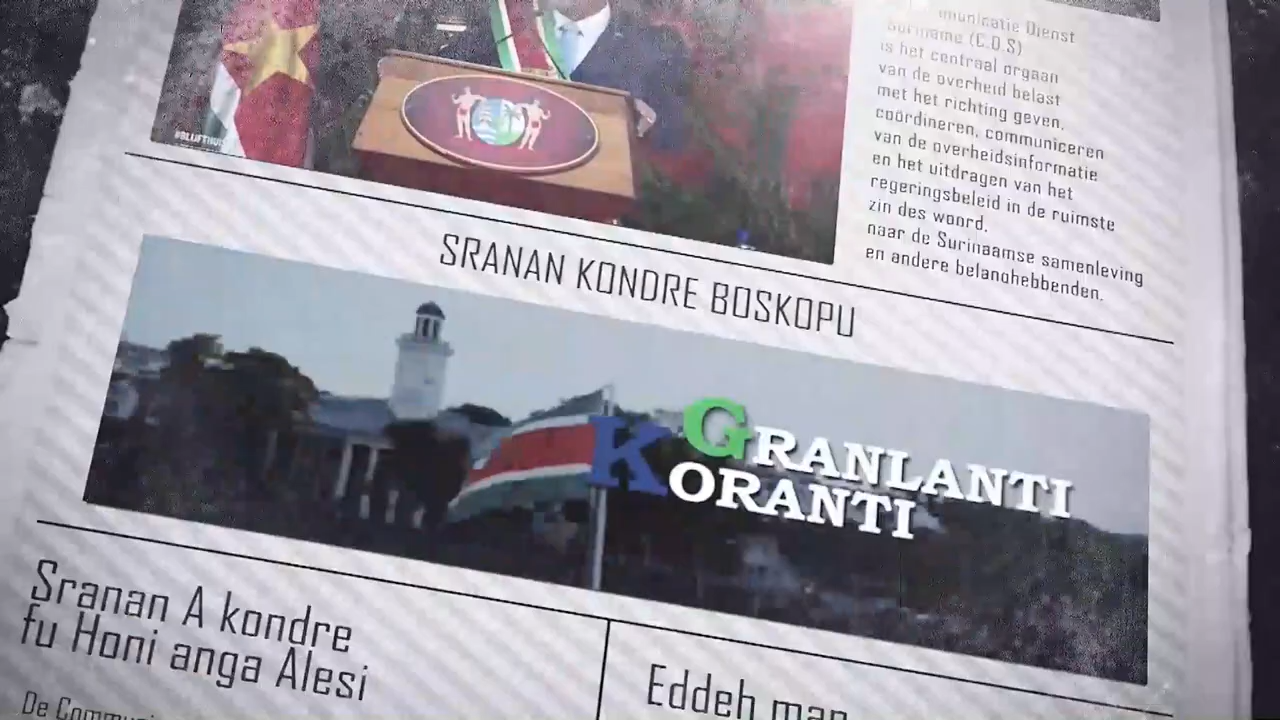 Dienst
Suriname (C.D.S)
is het centraal orgaan
van de overheid belast
met het richting geven,
coördineren, communiceren
van de overheidsinformatie
en het uitdragen van het
regeringsbeleid in de ruimste
zin des woord.
naar de Surinaamse samenleving
en andere belanghebbenden.
SRANAN KONDRE BOSKOPU
GRANLANTI
KORANTI
Sranan A kondre
fu Honi anga Alesi
De
Eddeh man